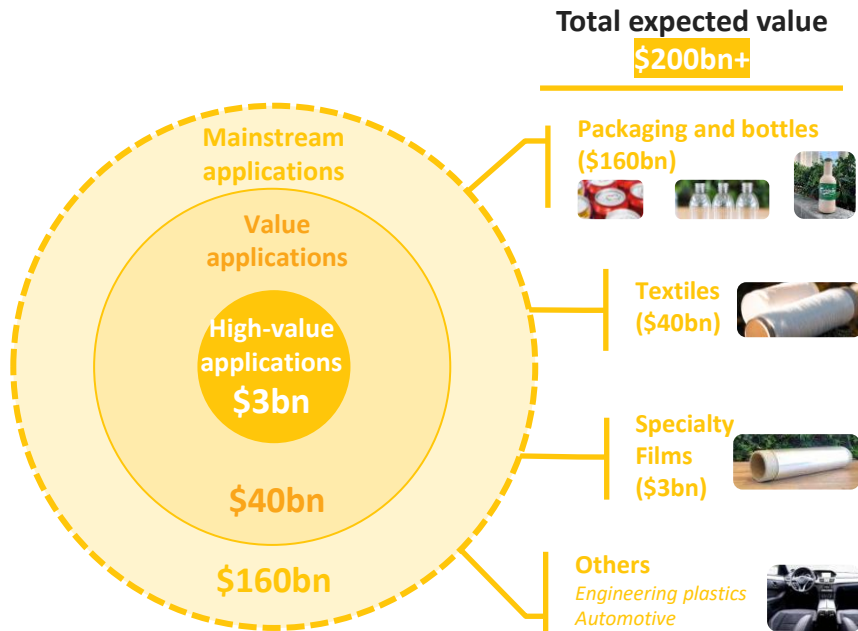 Total expected value
$200bn+
Mainstream
applications
Value
applications
High-value
applications
$3bn
$40bn
$160bn
Packaging and bottles
($160bn)
Textiles
($40bn)
Specialty
Films
($3bn)
Others
Engineering plastics
Automotive